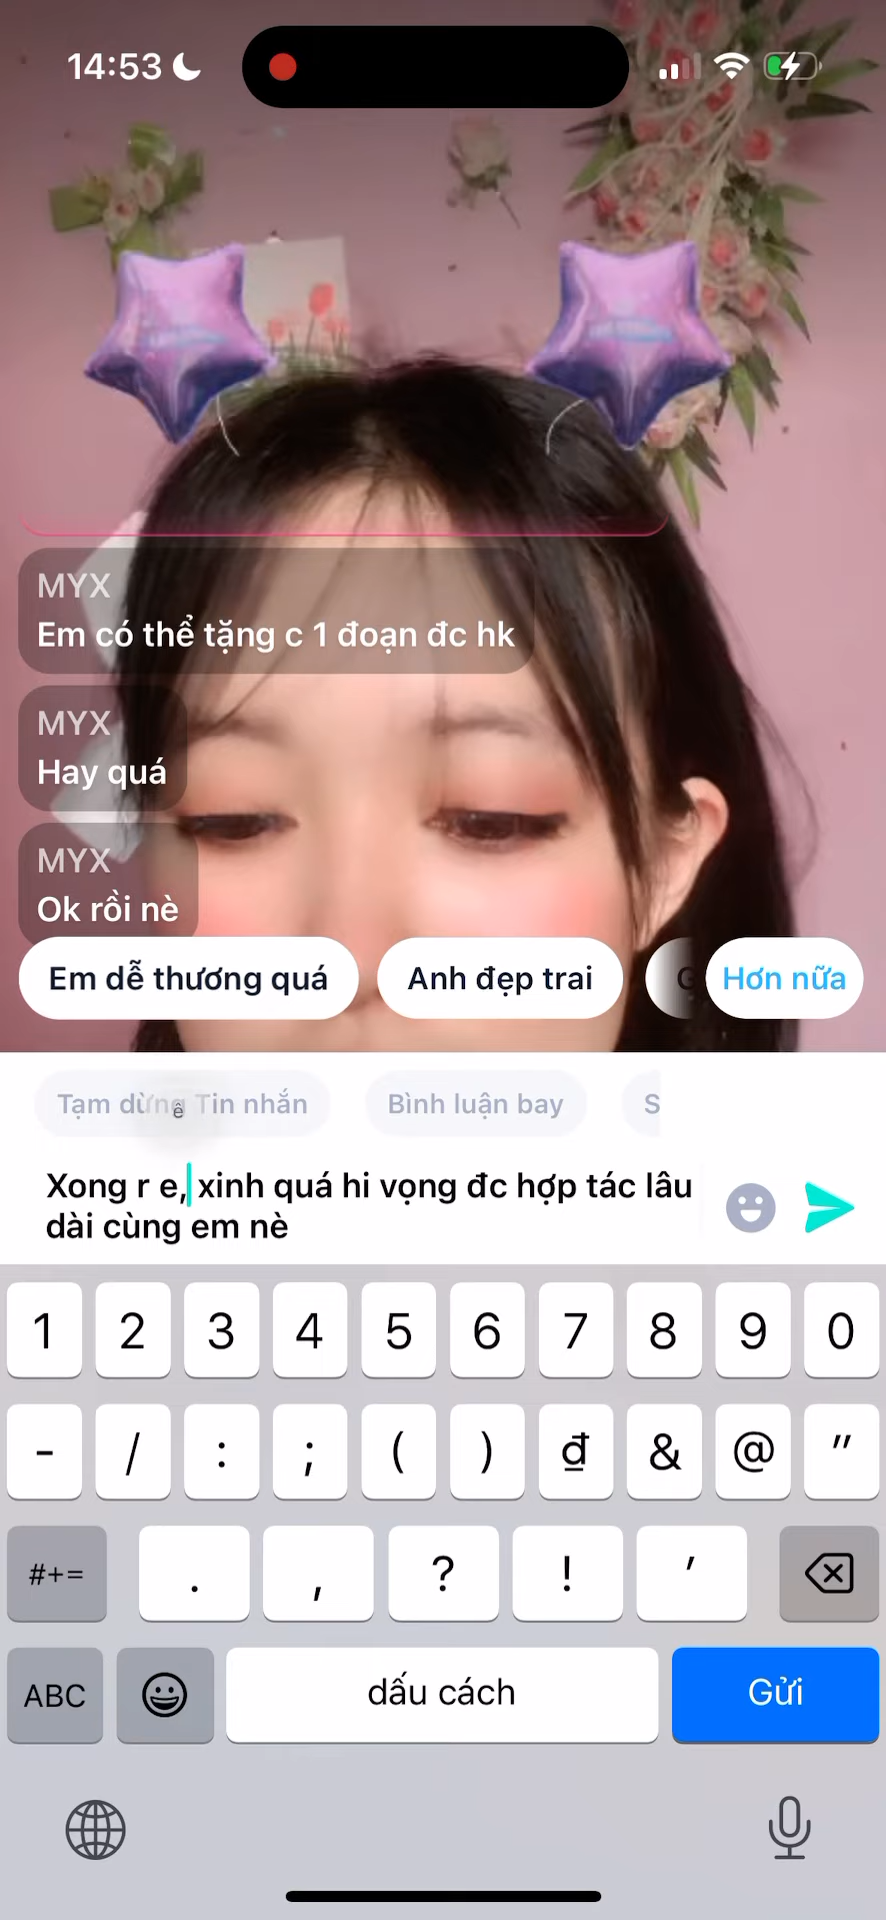 14:53
MYX
Em có thể tặng c 1 đoạn đc hk
MYX
Hay quá
MYX
Ok rồi nè
Em dễ thương quá
Anh đẹp trai
Hơn nữa
Tạm dừng Tin nhắn
Bình luận bay
S
Xong r e, xinh quá hi vọng đc hợp tác lâu
dài cùng em nè
1 2 3 4 5 6 7 8 9 0
- / : ; ( ) ₫ & @ "
#+= . , ? ! '
ABC dấu cách Gửi